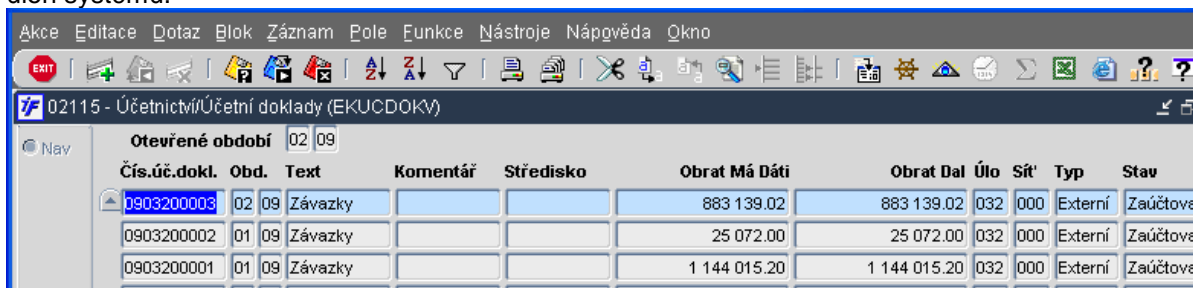 Akce Editace Dotaz Blok Záznam Pole Funkce Nástroje Nápověda Okno
EXIT
02115 - Účetnictví/Účetní doklady (EKUCDOKV)
Nav
Otevřené období 02 09
Čís.úč.dokl. Obd. Text Komentář Středisko Obrat Má Dáti Obrat Dal Úlo Síť Typ Stav
0903200003 02 09 Závazky 883 139.02 883 139.02 032 000 Externí Zaúčtova
0903200002 01 09 Závazky 25 072.00 25 072.00 032 000 Externí Zaúčtova
0903200001 01 09 Závazky 1 144 015.20 1 144 015.20 032 000 Externí Zaúčtova